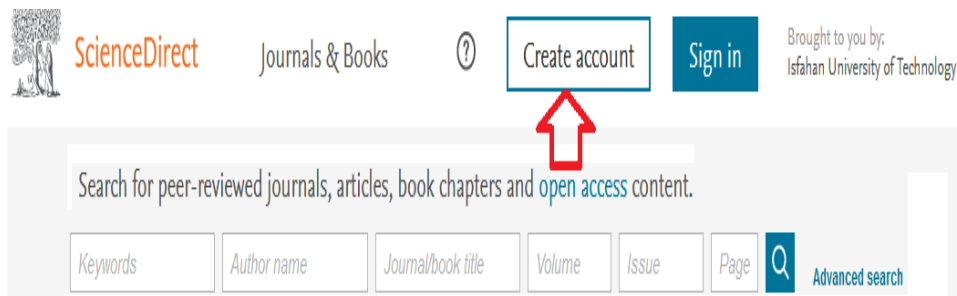 ScienceDirect Journals & Books ? Create account Sign in Brought to you by:
Isfahan University of Technology
Search for peer-reviewed journals, articles, book chapters and open access content.
Keywords Author name Journal/book title Volume Issue Page Advanced search